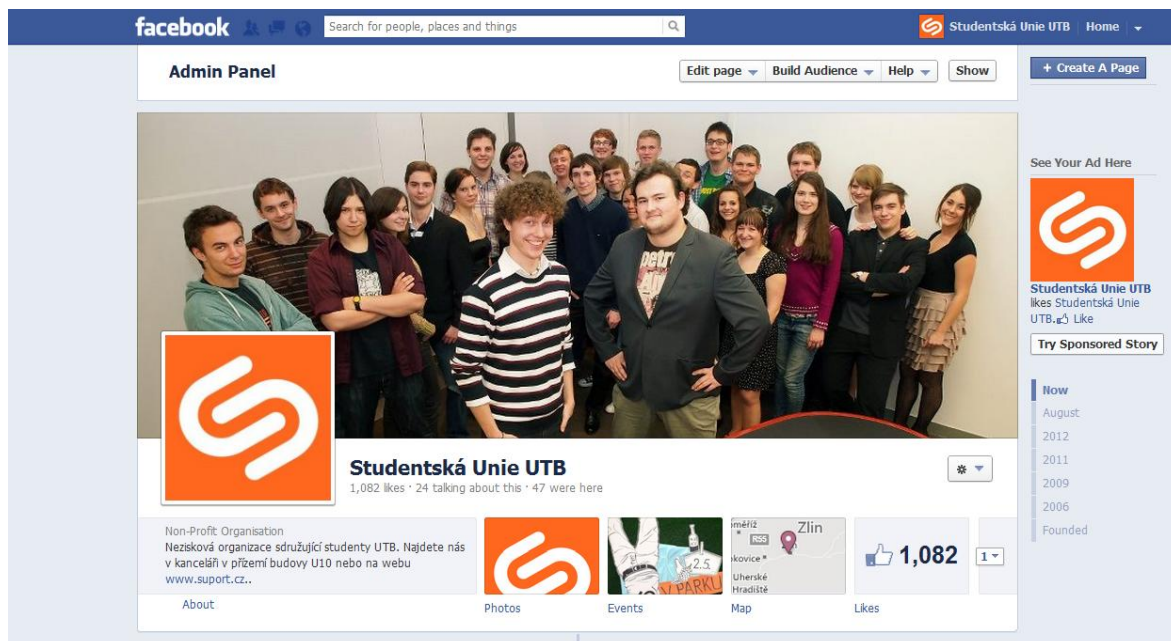 facebook
Search for people, places and things
Studentská Unie UTB
Home
Admin Panel
Edit page
Build Audience
Help
Show
+ Create A Page
See Your Ad Here
Studentská Unie UTB
likes Studentská Unie
UTB. Like
Try Sponsored Story
Now
August
2012
2011
2009
2006
Founded
Studentská Unie UTB
1,082 likes · 24 talking about this · 47 were here
Non-Profit Organisation
Nezisková organizace sdružující studenty UTB. Najdete nás
v kanceláři v přízemí budovy U10 nebo na webu
www.suport.cz..
About
2.5.
V PARKU
Photos
Events
Zlin
RSS
Uherské
Hradiště
Map
1,082
1
Likes